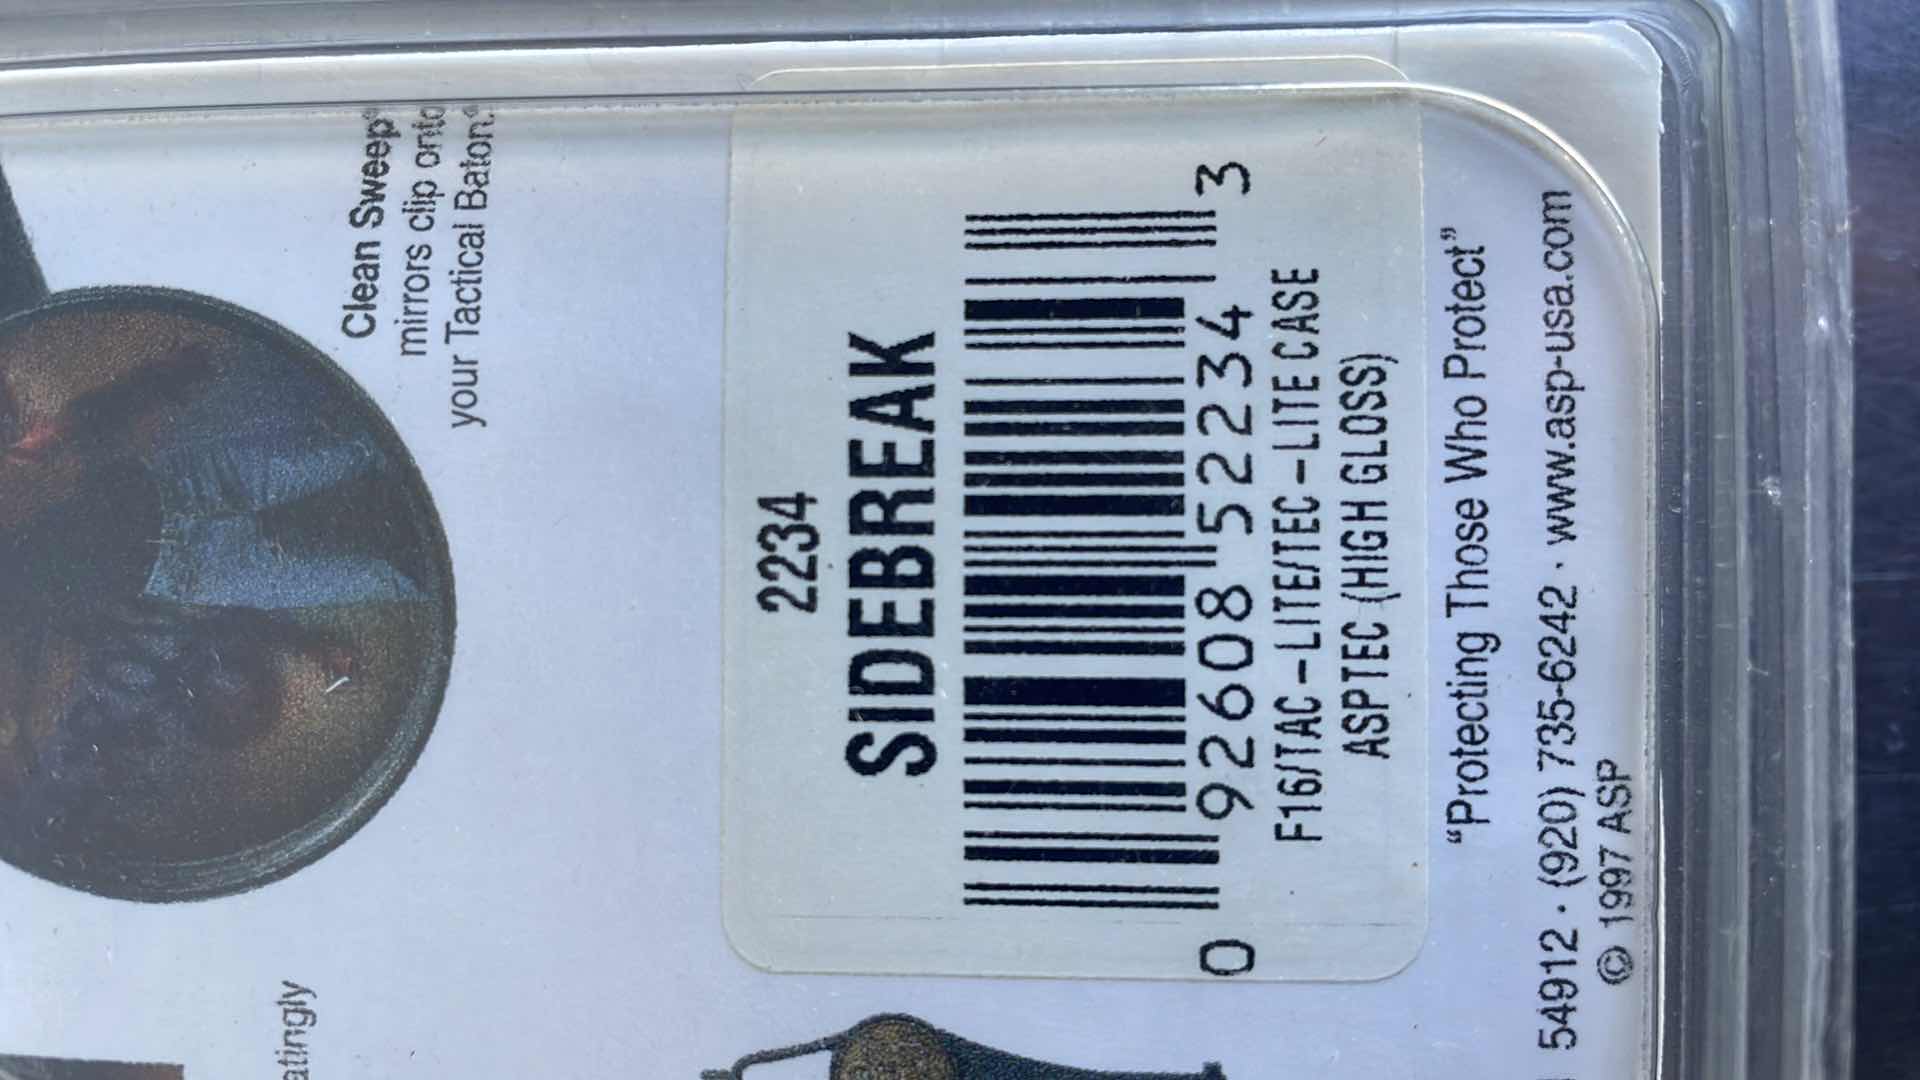 Clean Sweep®
mirrors clip onto
your Tactical Baton.®
atingly
2234
SIDEBREAK
0 92608 52234 3
F16/TAC-LITE/TEC-LITE CASE
ASPTEC (HIGH GLOSS)
“Protecting Those Who Protect”
54912 · (920) 735-6242 · www.asp-usa.com
© 1997 ASP